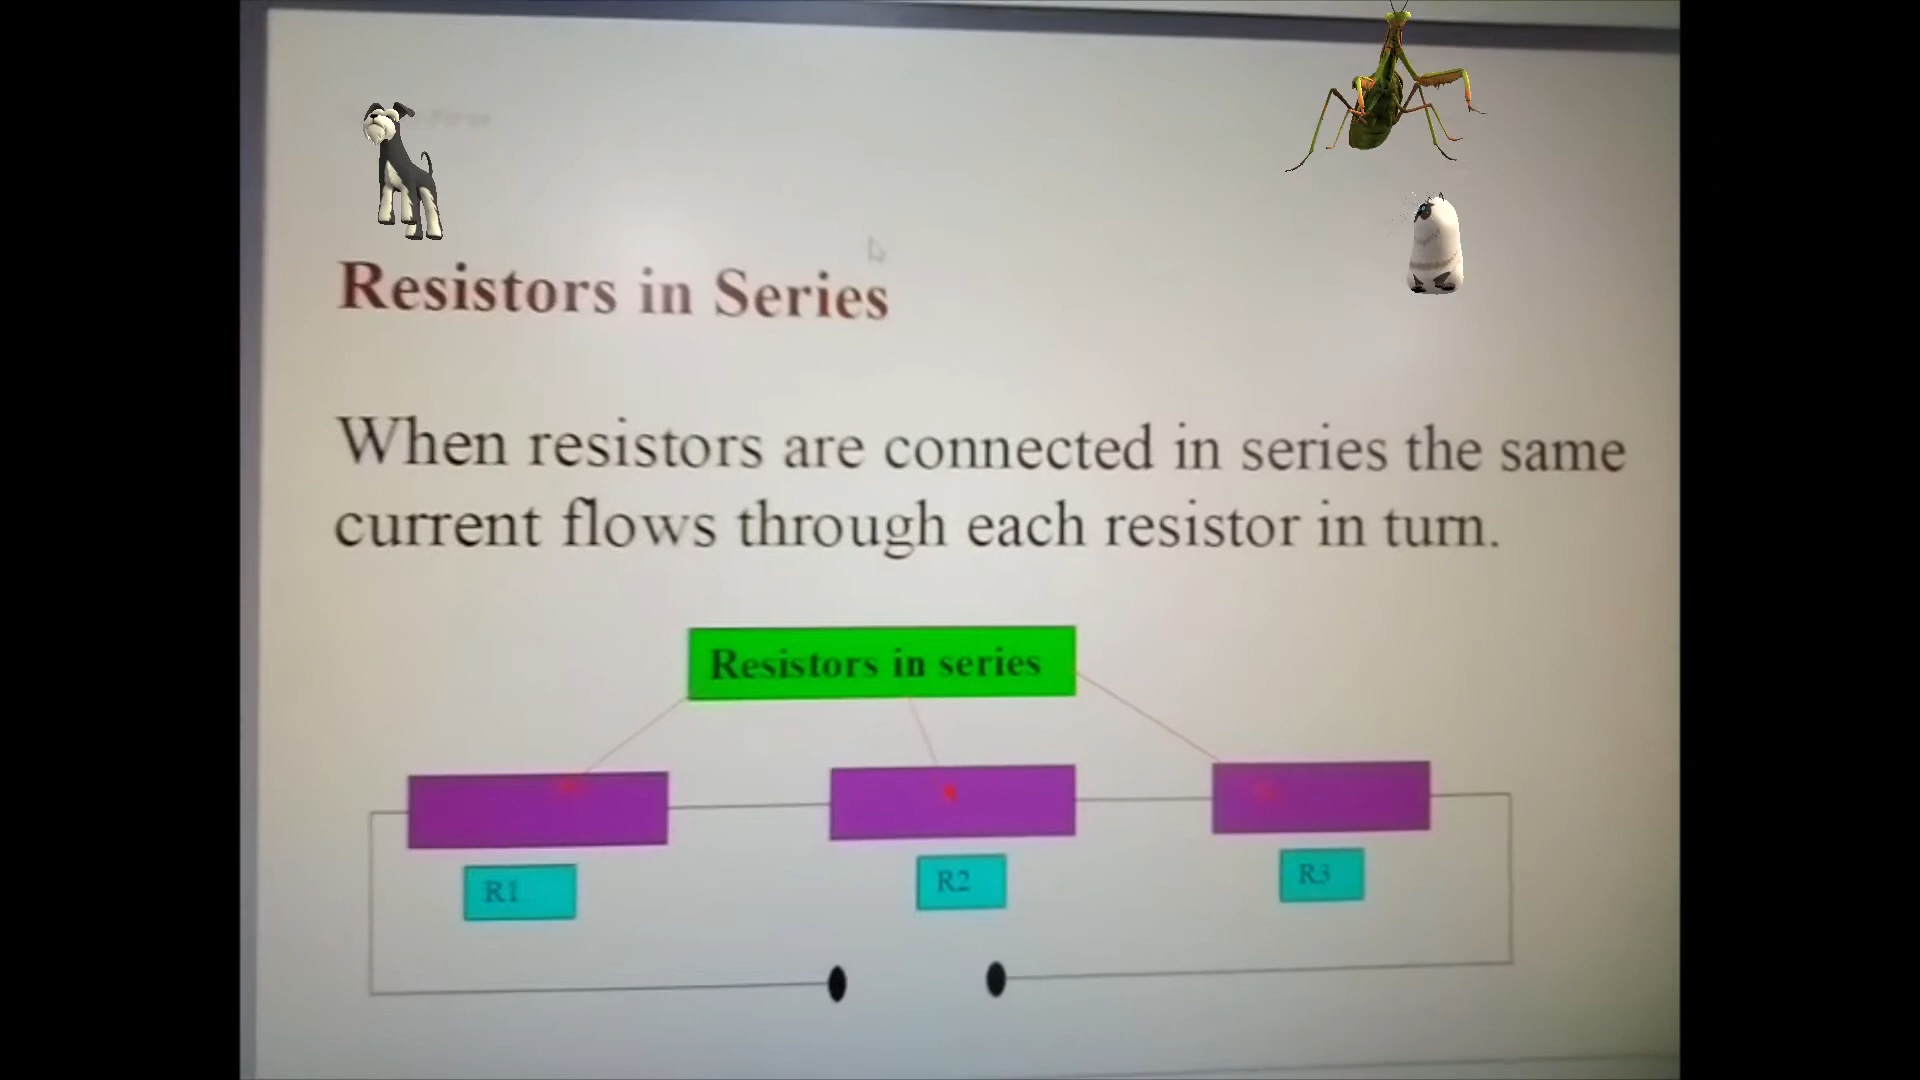 Resistors in Series
When resistors are connected in series the same
current flows through each resistor in turn.
Resistors in series
R1
R2
R3